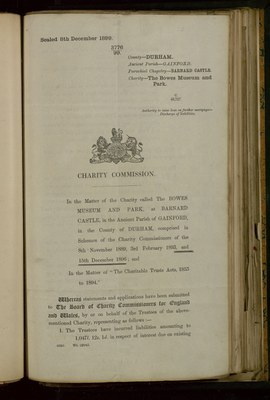 Sealed 9th December 1899.
County—DURHAM.
Ancient Parish—GAINFORD.
Parochial Chapelry—BARNARD CASTLE.
Charity—The Bowes Museum and
Park.
CHARITY COMMISSION.
In the Matter of the Charity called The BOWES
MUSEUM AND PARK, at BARNARD
CASTLE, in the Ancient Parish of GAINFORD,
in the County of DURHAM, comprised in
Schemes of the Charity Commissioners of the
9th November 1880, 3rd February 1882, and
15th December 1898; and
In the Matter of "The Charitable Trusts Acts, 1853
to 1894."
Whereas statements and applications have been submitted
to The Board of Charity Commissioners for England
and Wales, by or on behalf of the Trustees of the above-
mentioned Charity, representing as follows :—
1. The Trustees have incurred liabilities amounting to
in respect of interest due on existing